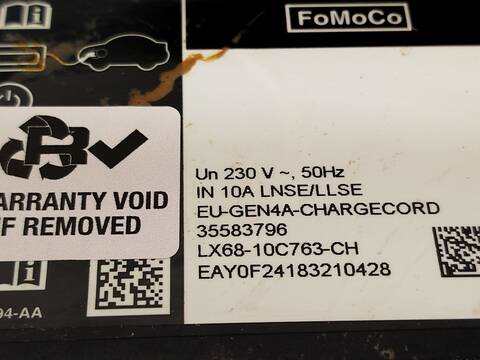 FoMoCo
Un 230 V ~, 50Hz
IN 10A LNSE/LLSE
EU-GEN4A-CHARGECORD
35583796
LX68-10C763-CH
EAY0F24183210428
R
ARRANTY VOID
IF REMOVED
94-AA